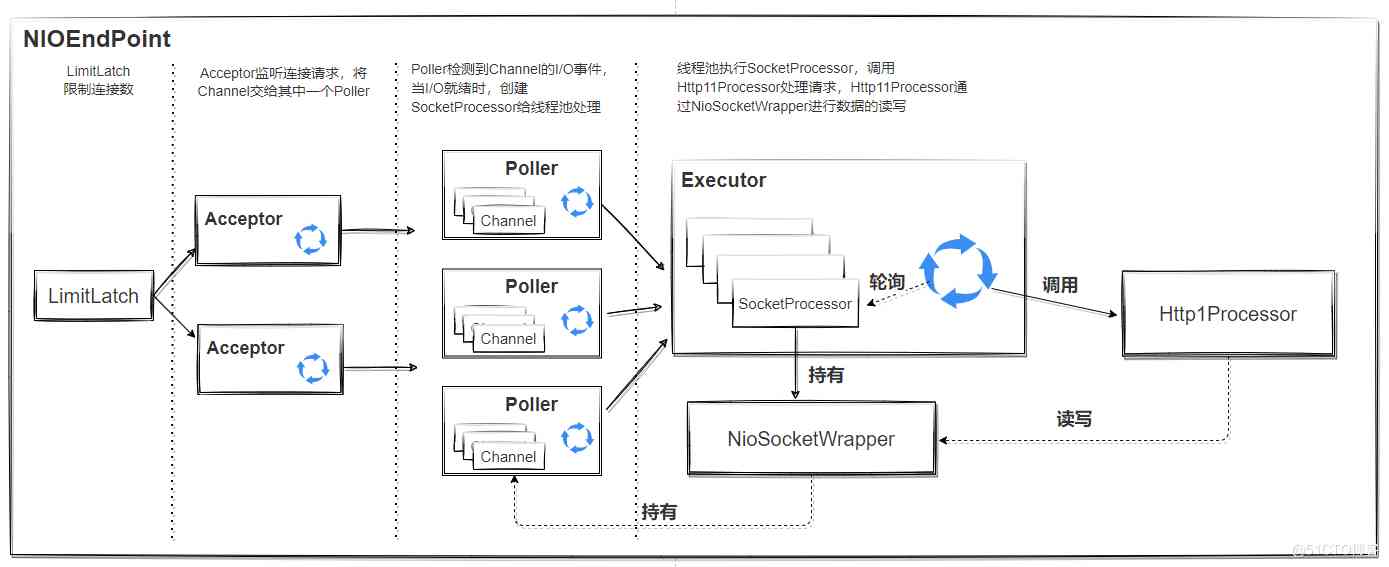 NIOEndPoint
LimitLatch
限制连接数
Acceptor监听连接请求，将
Channel交给其中一个Poller
Poller检测到Channel的I/O事件，
当I/O就绪时，创建
SocketProcessor给线程池处理
线程池执行SocketProcessor，调用
Http11Processor处理请求，Http11Processor通
过NioSocketWrapper进行数据的读写
LimitLatch
Acceptor
Acceptor
Poller
Channel
Poller
Channel
Poller
Channel
Executor
SocketProcessor
轮询
调用
Http1Processor
持有
NioSocketWrapper
读写
持有
@51CTO博客